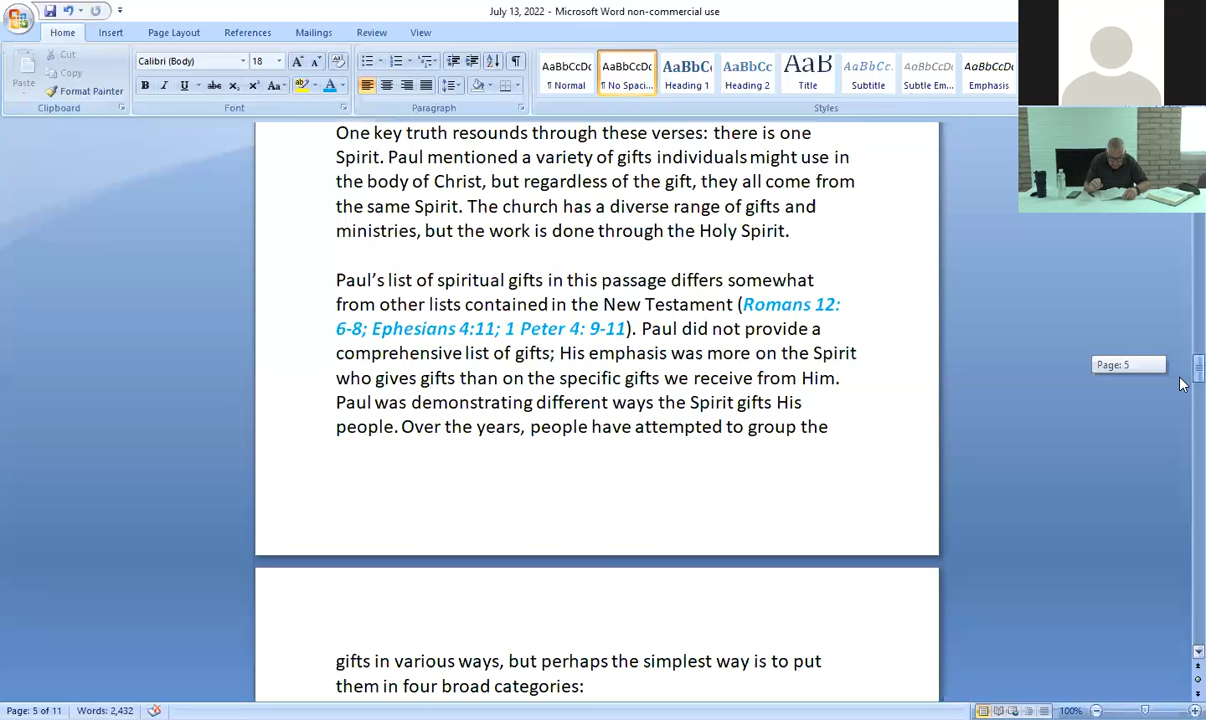 July 13, 2022 - Microsoft Word non-commercial use
Home Insert Page Layout References Mailings Review View
Paste
Cut
Copy
Format Painter
Clipboard
Calibri (Body) 18
Font
Paragraph
AaBbCcDc AaBbCcDc AaBbC AaBbCc AaB AaBbCcDc AaBbCcDc AaBbCcDc
¶ Normal ¶ No Spaci... Heading 1 Heading 2 Title Subtitle Subtle Em... Emphasis
Styles
One key truth resounds through these verses: there is one
Spirit. Paul mentioned a variety of gifts individuals might use in
the body of Christ, but regardless of the gift, they all come from
the same Spirit. The church has a diverse range of gifts and
ministries, but the work is done through the Holy Spirit.
Paul's list of spiritual gifts in this passage differs somewhat
from other lists contained in the New Testament (Romans 12:
6-8; Ephesians 4:11; 1 Peter 4: 9-11). Paul did not provide a
comprehensive list of gifts; His emphasis was more on the Spirit
who gives gifts than on the specific gifts we receive from Him.
Paul was demonstrating different ways the Spirit gifts His
people. Over the years, people have attempted to group the
Page: 5
gifts in various ways, but perhaps the simplest way is to put
them in four broad categories:
Page: 5 of 11 Words: 2,432 100%